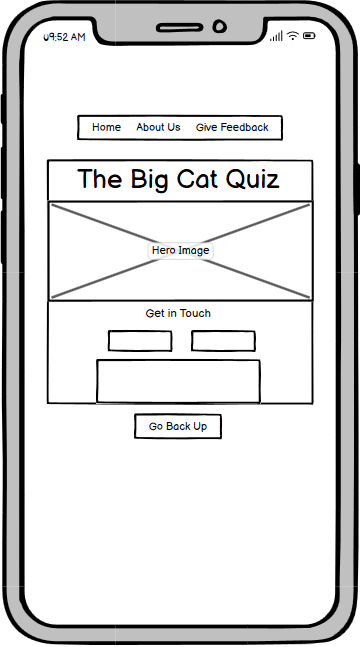 09:52 AM
Home About Us Give Feedback
The Big Cat Quiz
Hero Image
Get in Touch
Go Back Up